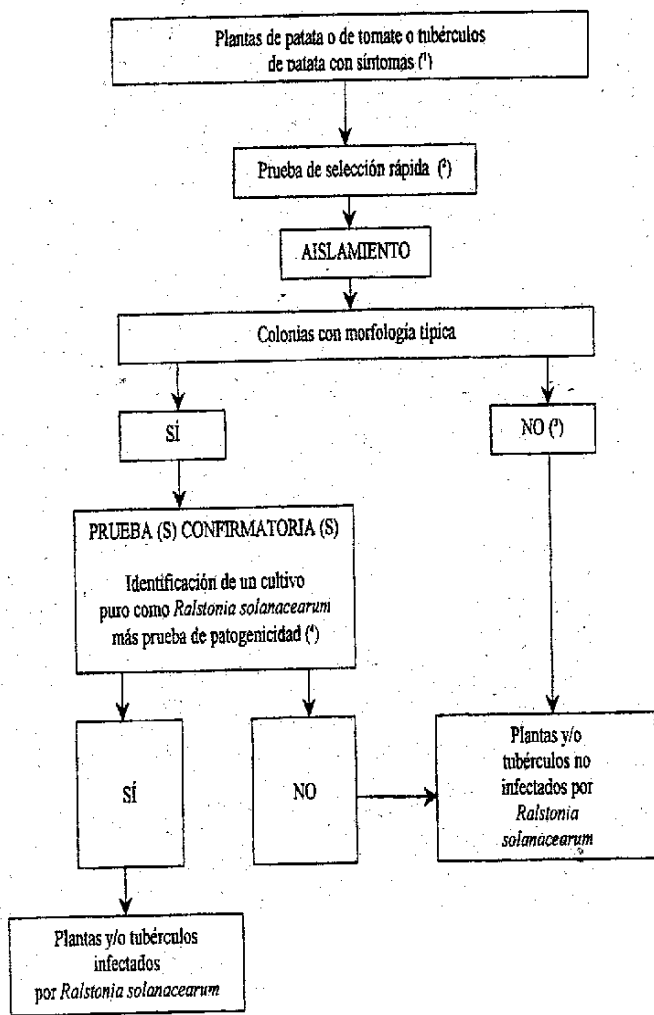 Plantas de patata o de tomate o tubérculos
de patata con síntomas (¹)
Prueba de selección rápida (²)
AISLAMIENTO
Colonias con morfología típica
SÍ
NO (³)
PRUEBA (S) CONFIRMATORIA (S)
Identificación de un cultivo
puro como Ralstonia solanacearum
más prueba de patogenicidad (⁴)
SÍ
NO
Plantas y/o
tubérculos no
infectados por
Ralstonia
solanacearum
Plantas y/o tubérculos
infectados
por Ralstonia solanacearum